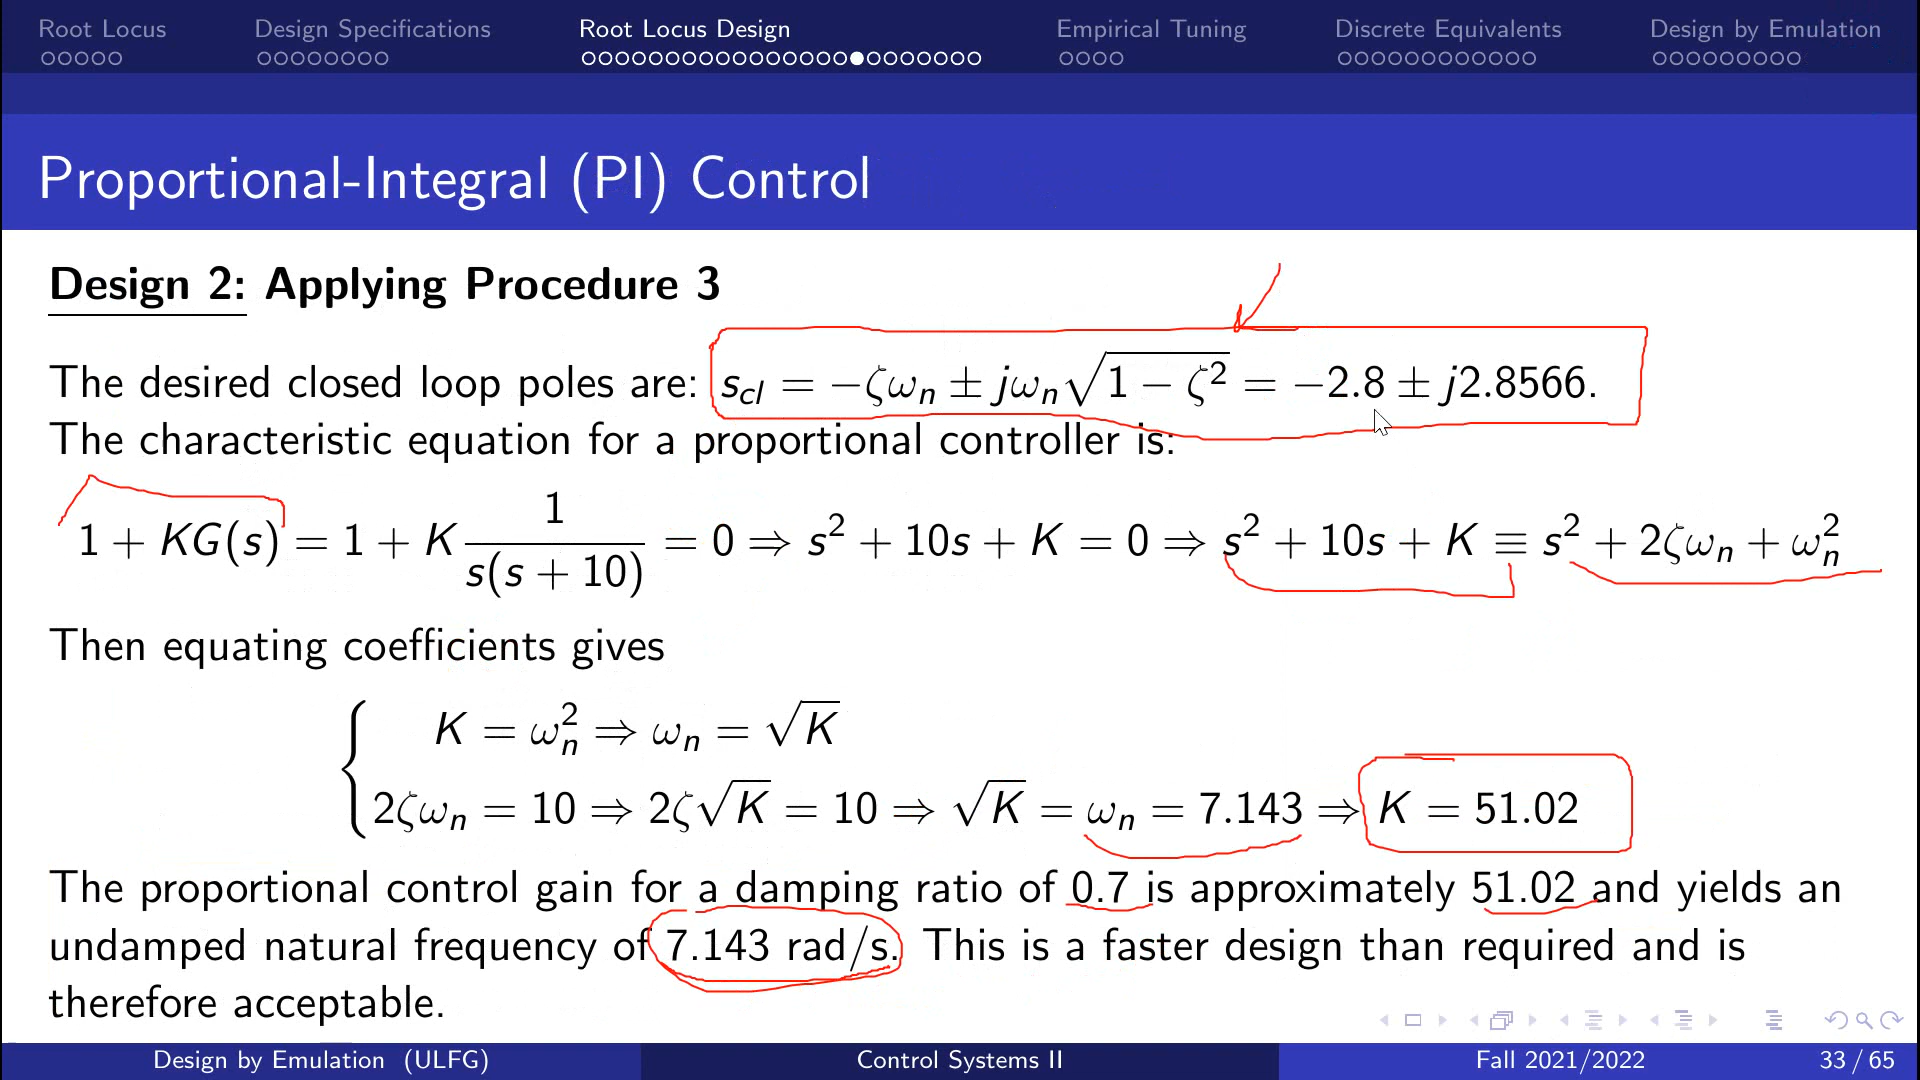 Root Locus Design Specifications Root Locus Design Empirical Tuning Discrete Equivalents Design by Emulation
Proportional-Integral (PI) Control
Design 2: Applying Procedure 3
The desired closed loop poles are: s_cl = −ζω_n ± jω_n√(1 − ζ²) = −2.8 ± j2.8566.
The characteristic equation for a proportional controller is:
1 + KG(s) = 1 + K 1/(s(s + 10)) = 0 ⇒ s² + 10s + K = 0 ⇒ s² + 10s + K ≡ s² + 2ζω_n + ω_n²
Then equating coefficients gives
K = ω_n² ⇒ ω_n = √K
2ζω_n = 10 ⇒ 2ζ√K = 10 ⇒ √K = ω_n = 7.143 ⇒ K = 51.02
The proportional control gain for a damping ratio of 0.7 is approximately 51.02 and yields an
undamped natural frequency of 7.143 rad/s. This is a faster design than required and is
therefore acceptable.
Design by Emulation (ULFG) Control Systems II Fall 2021/2022 33 / 65